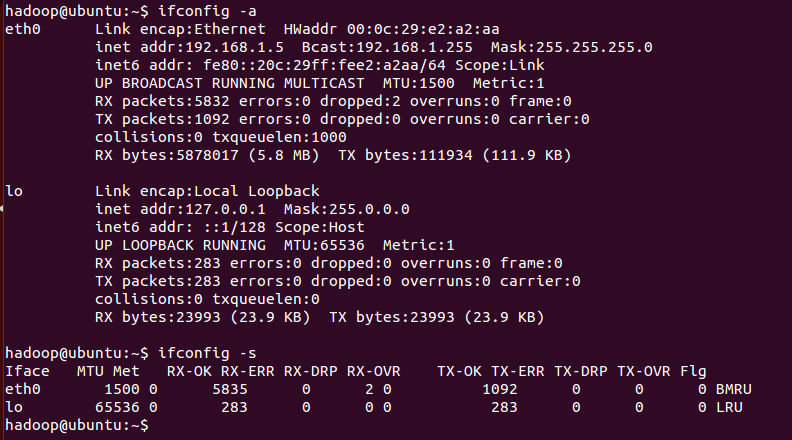 hadoop@ubuntu:~$ ifconfig -a
eth0      Link encap:Ethernet  HWaddr 00:0c:29:e2:a2:aa
          inet addr:192.168.1.5  Bcast:192.168.1.255  Mask:255.255.255.0
          inet6 addr: fe80::20c:29ff:fee2:a2aa/64 Scope:Link
          UP BROADCAST RUNNING MULTICAST  MTU:1500  Metric:1
          RX packets:5832 errors:0 dropped:2 overruns:0 frame:0
          TX packets:1092 errors:0 dropped:0 overruns:0 carrier:0
          collisions:0 txqueuelen:1000
          RX bytes:5878017 (5.8 MB)  TX bytes:111934 (111.9 KB)
lo        Link encap:Local Loopback
          inet addr:127.0.0.1  Mask:255.0.0.0
          inet6 addr: ::1/128 Scope:Host
          UP LOOPBACK RUNNING  MTU:65536  Metric:1
          RX packets:283 errors:0 dropped:0 overruns:0 frame:0
          TX packets:283 errors:0 dropped:0 overruns:0 carrier:0
          collisions:0 txqueuelen:0
          RX bytes:23993 (23.9 KB)  TX bytes:23993 (23.9 KB)
hadoop@ubuntu:~$ ifconfig -s
Iface   MTU Met   RX-OK RX-ERR RX-DRP RX-OVR    TX-OK TX-ERR TX-DRP TX-OVR Flg
eth0       1500 0      5835      0      2 0          1092      0      0      0 BMRU
lo        65536 0       283      0      0 0           283      0      0      0 LRU
hadoop@ubuntu:~$